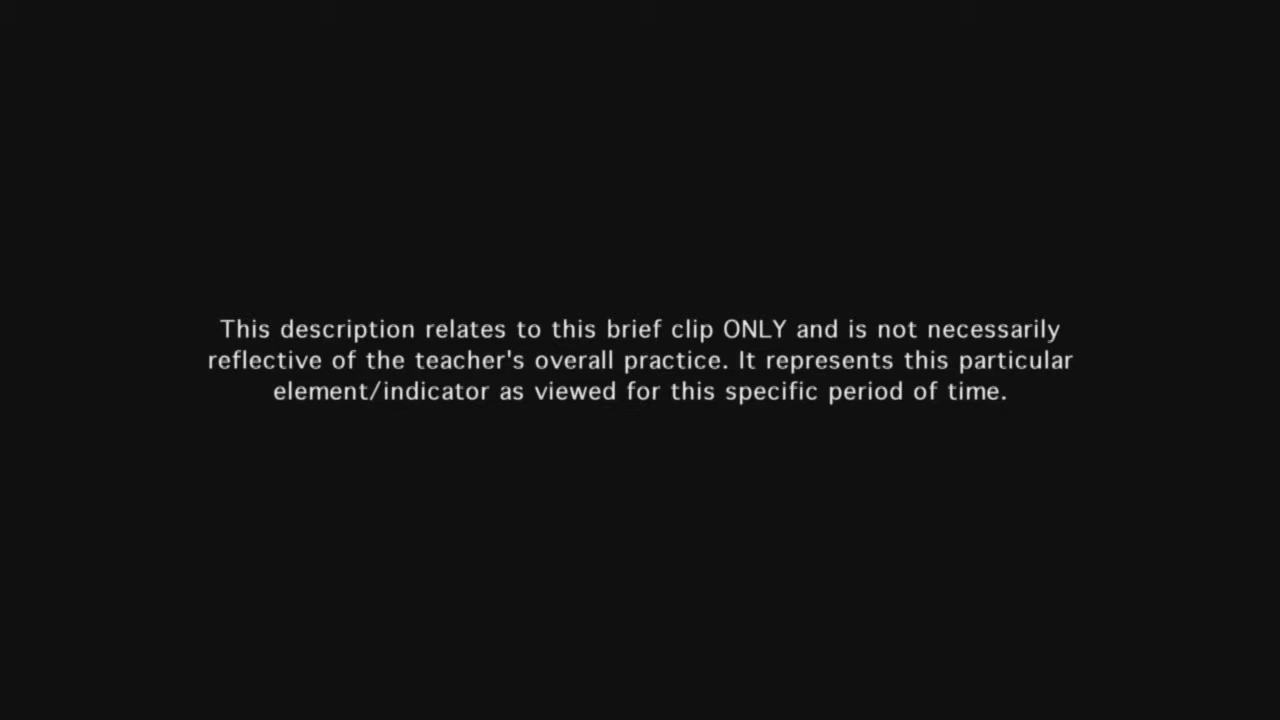 This description relates to this brief clip ONLY and is not necessarily
reflective of the teacher's overall practice. It represents this particular
element/indicator as viewed for this specific period of time.